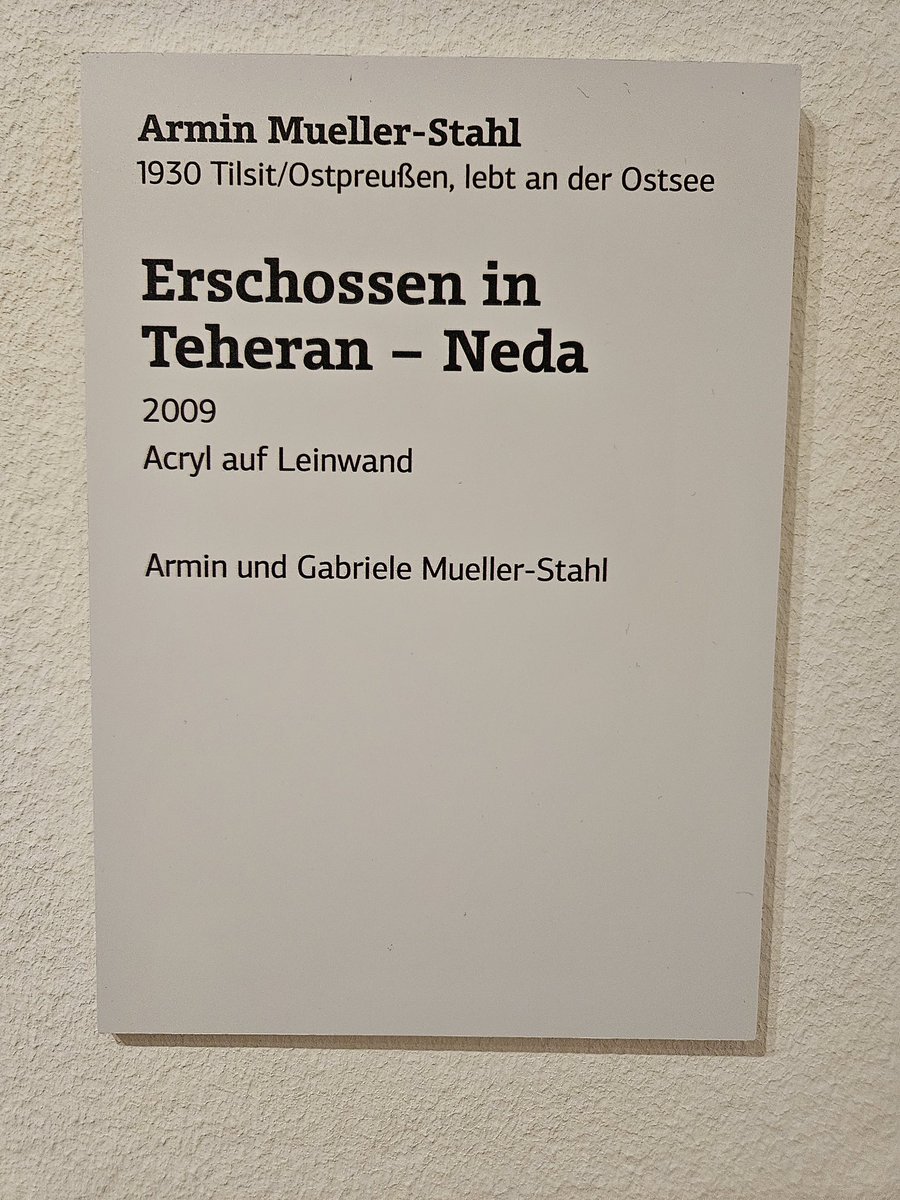 Armin Mueller-Stahl
1930 Tilsit/Ostpreußen, lebt an der Ostsee
Erschossen in
Teheran – Neda
2009
Acryl auf Leinwand
Armin und Gabriele Mueller-Stahl